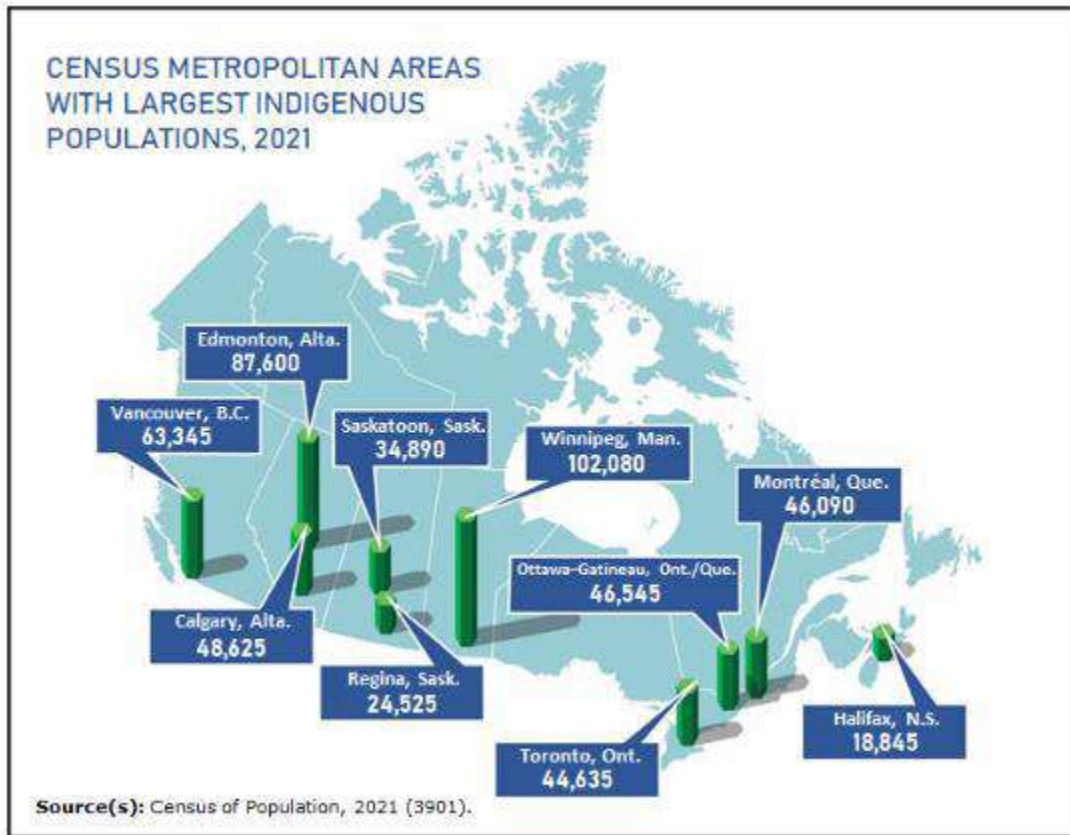 CENSUS METROPOLITAN AREAS
WITH LARGEST INDIGENOUS
POPULATIONS, 2021
Edmonton, Alta.
87,600
Vancouver, B.C.
63,345
Saskatoon, Sask.
34,890
Winnipeg, Man.
102,080
Montréal, Que.
46,090
Ottawa–Gatineau, Ont./Que.
46,545
Calgary, Alta.
48,625
Regina, Sask.
24,525
Halifax, N.S.
18,845
Toronto, Ont.
44,635
Source(s): Census of Population, 2021 (3901).